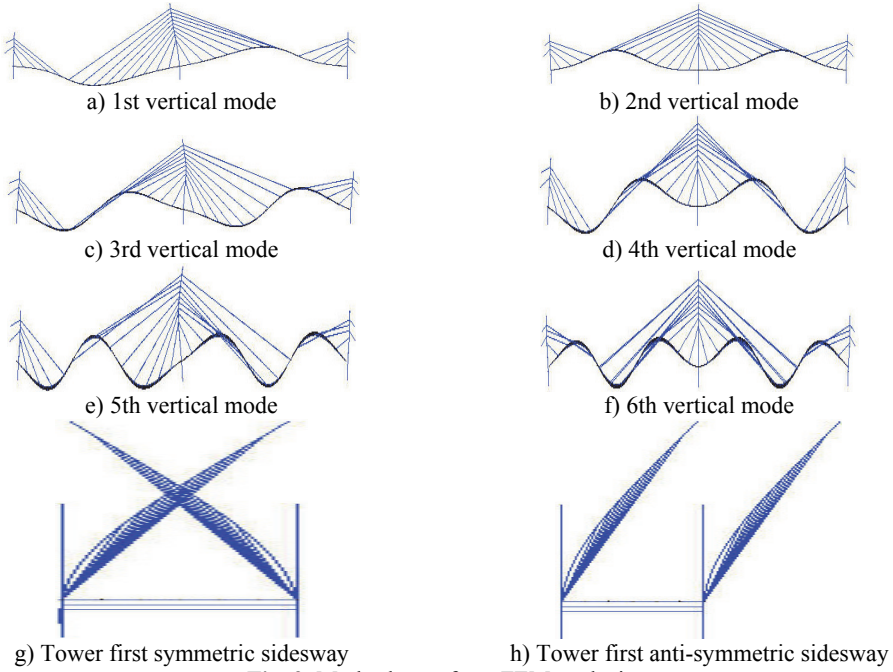 a) 1st vertical mode
b) 2nd vertical mode
c) 3rd vertical mode
d) 4th vertical mode
e) 5th vertical mode
f) 6th vertical mode
g) Tower first symmetric sidesway
h) Tower first anti-symmetric sidesway